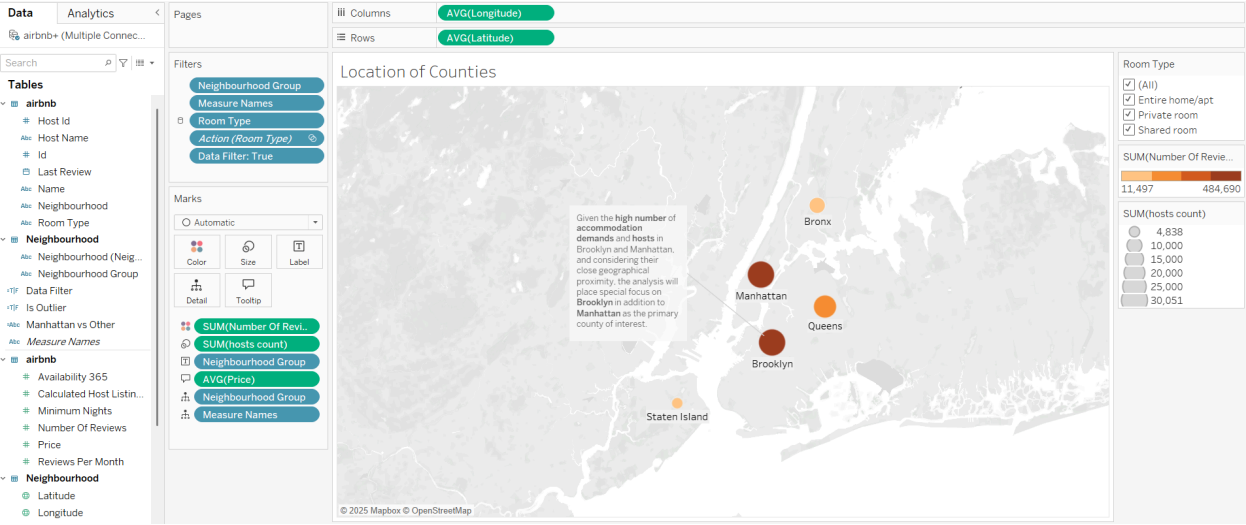 Data
Analytics
<
airbnb+ (Multiple Connec...
Search
Tables
airbnb
# Host Id
Abc Host Name
# Id
Last Review
Abc Name
Abc Neighbourhood
Abc Room Type
Neighbourhood
Abc Neighbourhood (Neig...
Abc Neighbourhood Group
=T|F Data Filter
=T|F Is Outlier
=Abc Manhattan vs Other
Abc Measure Names
airbnb
# Availability 365
# Calculated Host Listin...
# Minimum Nights
# Number Of Reviews
# Price
# Reviews Per Month
Neighbourhood
Latitude
Longitude
Pages
Filters
Neighbourhood Group
Measure Names
Room Type
Action (Room Type)
Data Filter: True
Marks
Automatic
Color
Size
Label
Detail
Tooltip
SUM(Number Of Revi..
SUM(hosts count)
Neighbourhood Group
AVG(Price)
Neighbourhood Group
Measure Names
Columns
AVG(Longitude)
Rows
AVG(Latitude)
Location of Counties
Given the high number of
accommodation
demands and hosts in
Brooklyn and Manhattan,
and considering their
close geographical
proximity, the analysis will
place special focus on
Brooklyn in addition to
Manhattan as the primary
county of interest.
Bronx
Manhattan
Queens
Brooklyn
Staten Island
© 2025 Mapbox © OpenStreetMap
Room Type
(All)
Entire home/apt
Private room
Shared room
SUM(Number Of Revie...
11,497
484,690
SUM(hosts count)
4,838
10,000
15,000
20,000
25,000
30,051